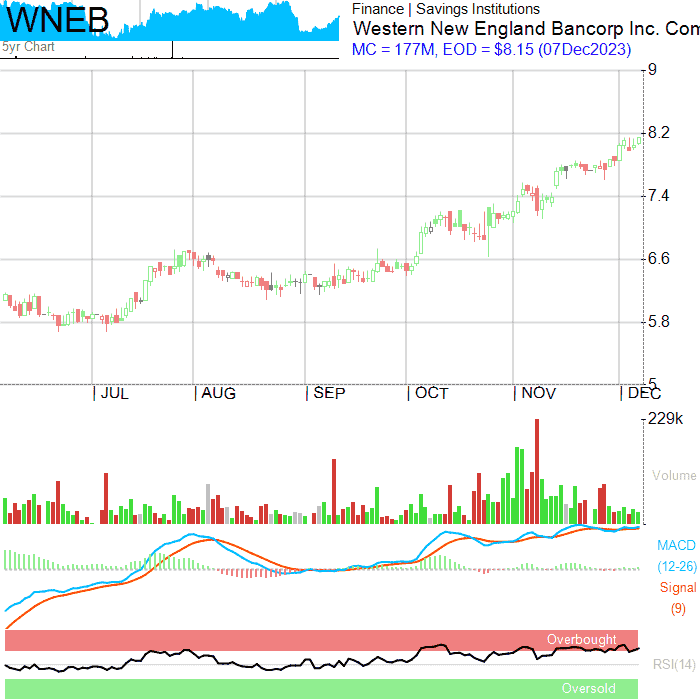 WNEB
5yr Chart
Finance | Savings Institutions
Western New England Bancorp Inc. Com
MC = 177M, EOD = $8.15 (07Dec2023)
9
8.2
7.4
6.6
5.8
5
JUL AUG SEP OCT NOV DEC
229k
Volume
MACD
(12-26)
Signal
(9)
Overbought
RSI(14)
Oversold